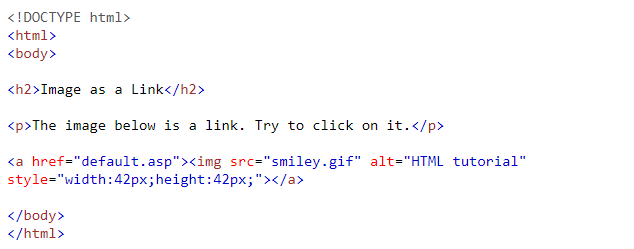 <!DOCTYPE html>
<html>
<body>
<h2>Image as a Link</h2>
<p>The image below is a link. Try to click on it.</p>
<a href="default.asp"><img src="smiley.gif" alt="HTML tutorial"
style="width:42px;height:42px;"></a>
</body>
</html>